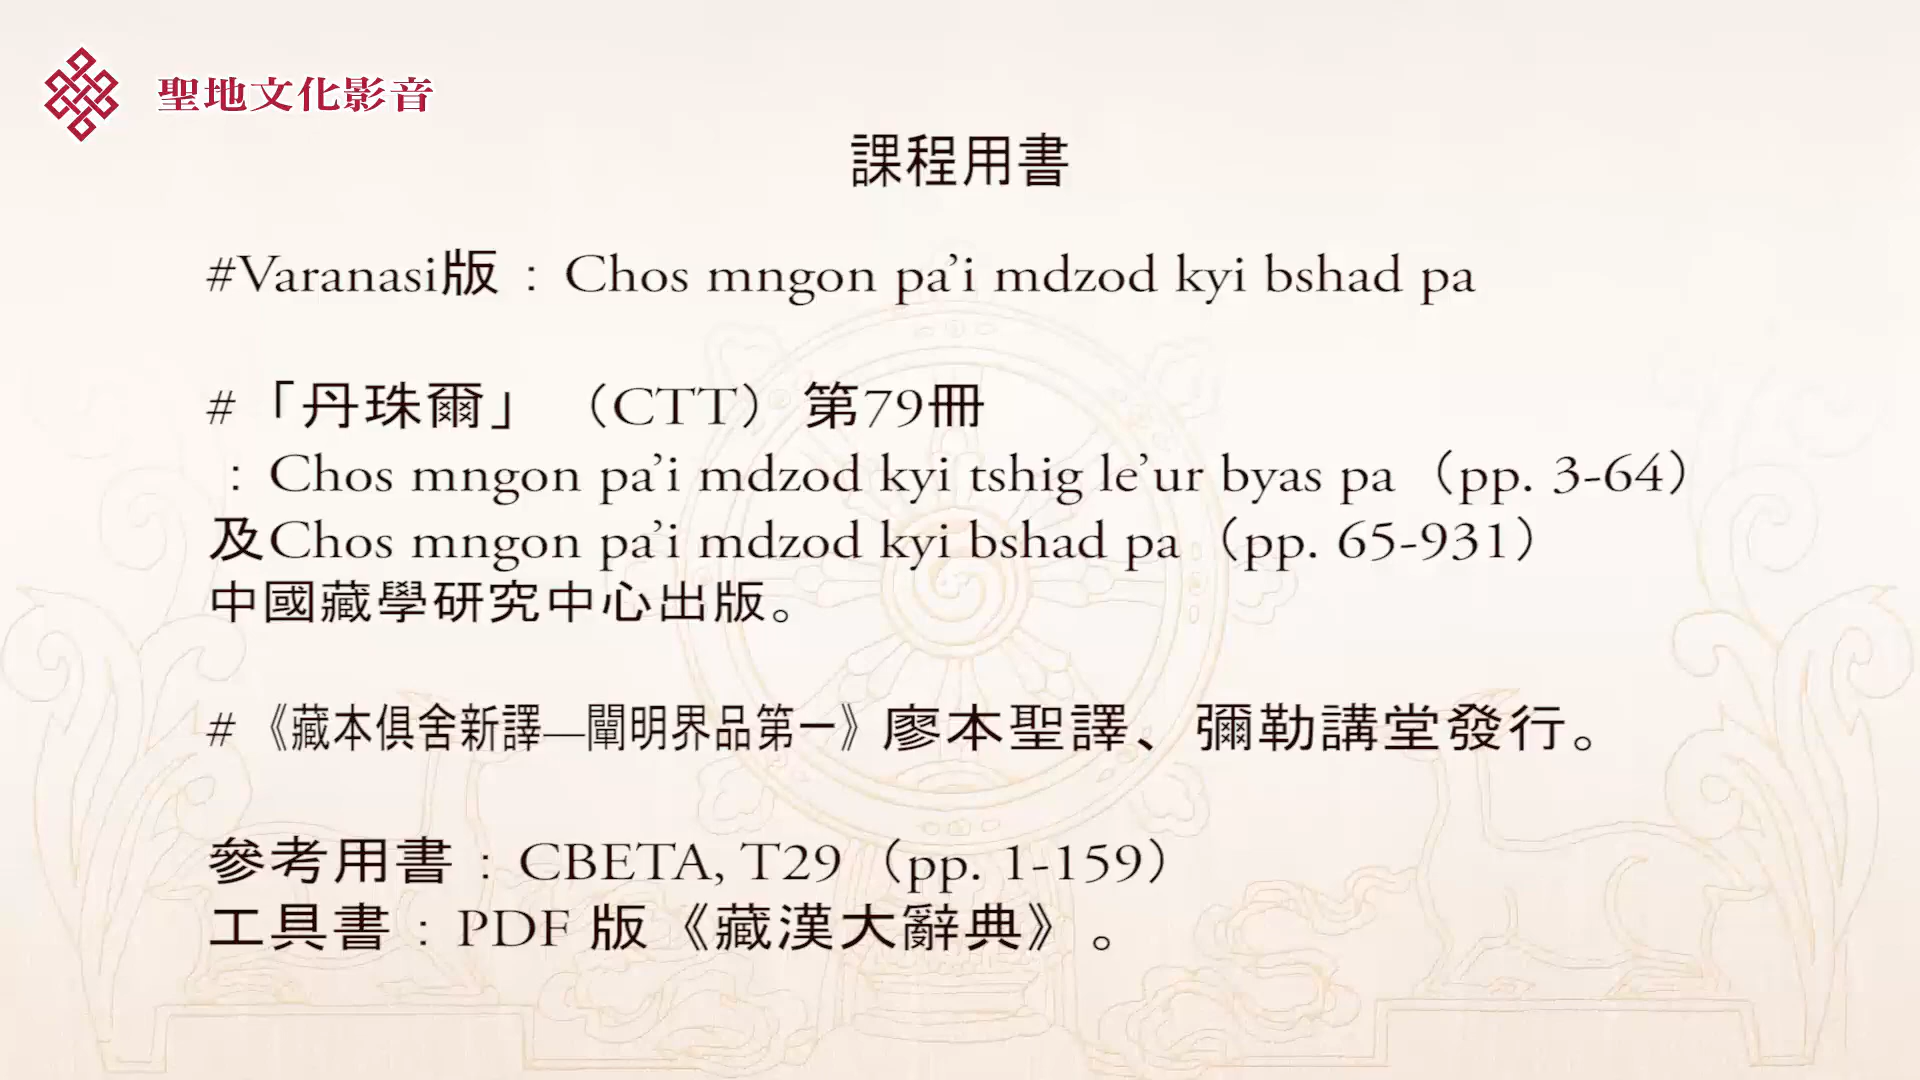 聖地文化影音
課程用書
#Varanasi版：Chos mngon pa’i mdzod kyi bshad pa
#「丹珠爾」（CTT）第79冊
：Chos mngon pa’i mdzod kyi tshig le’ur byas pa（pp. 3-64）
及Chos mngon pa’i mdzod kyi bshad pa（pp. 65-931）
中國藏學研究中心出版。
#《藏本俱舍新譯—闡明界品第一》廖本聖譯、彌勒講堂發行。
參考用書：CBETA, T29（pp. 1-159）
工具書：PDF 版《藏漢大辭典》。